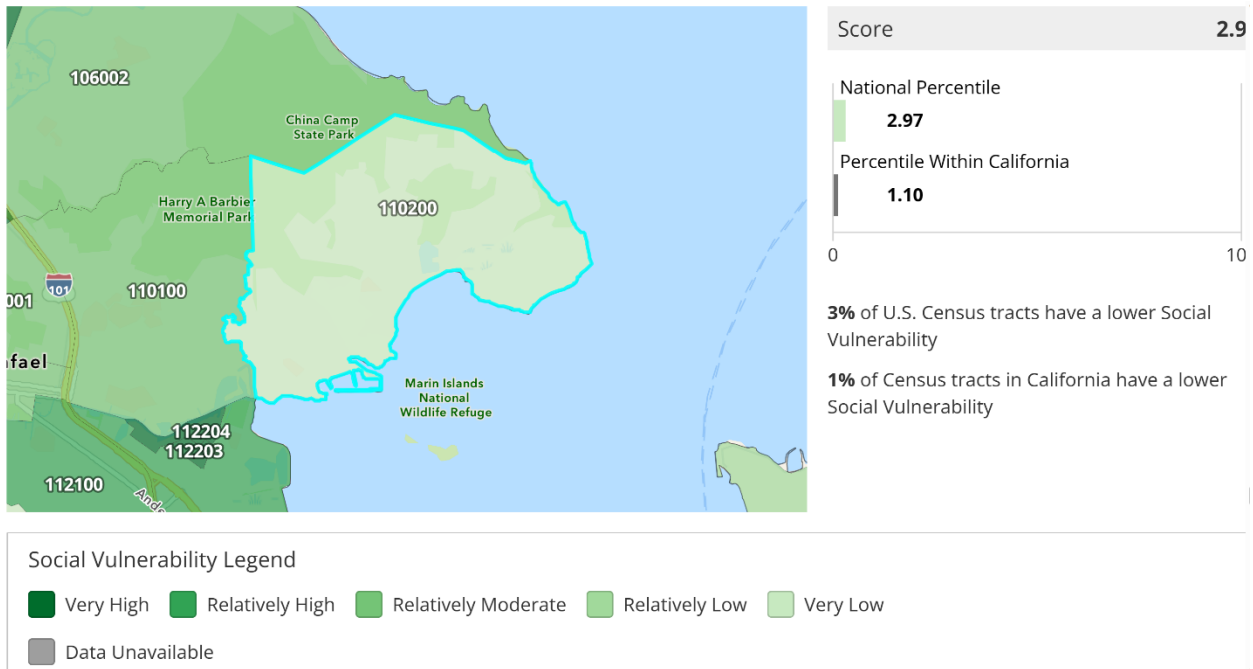 106002
China Camp
State Park
Harry A Barbier
Memorial Park
110200
101
110100
001
fael
Marin Islands
National
Wildlife Refuge
112204
112203
112100
Ande
Score 2.9
National Percentile
2.97
Percentile Within California
1.10
0 10
3% of U.S. Census tracts have a lower Social
Vulnerability
1% of Census tracts in California have a lower
Social Vulnerability
Social Vulnerability Legend
Very High Relatively High Relatively Moderate Relatively Low Very Low
Data Unavailable